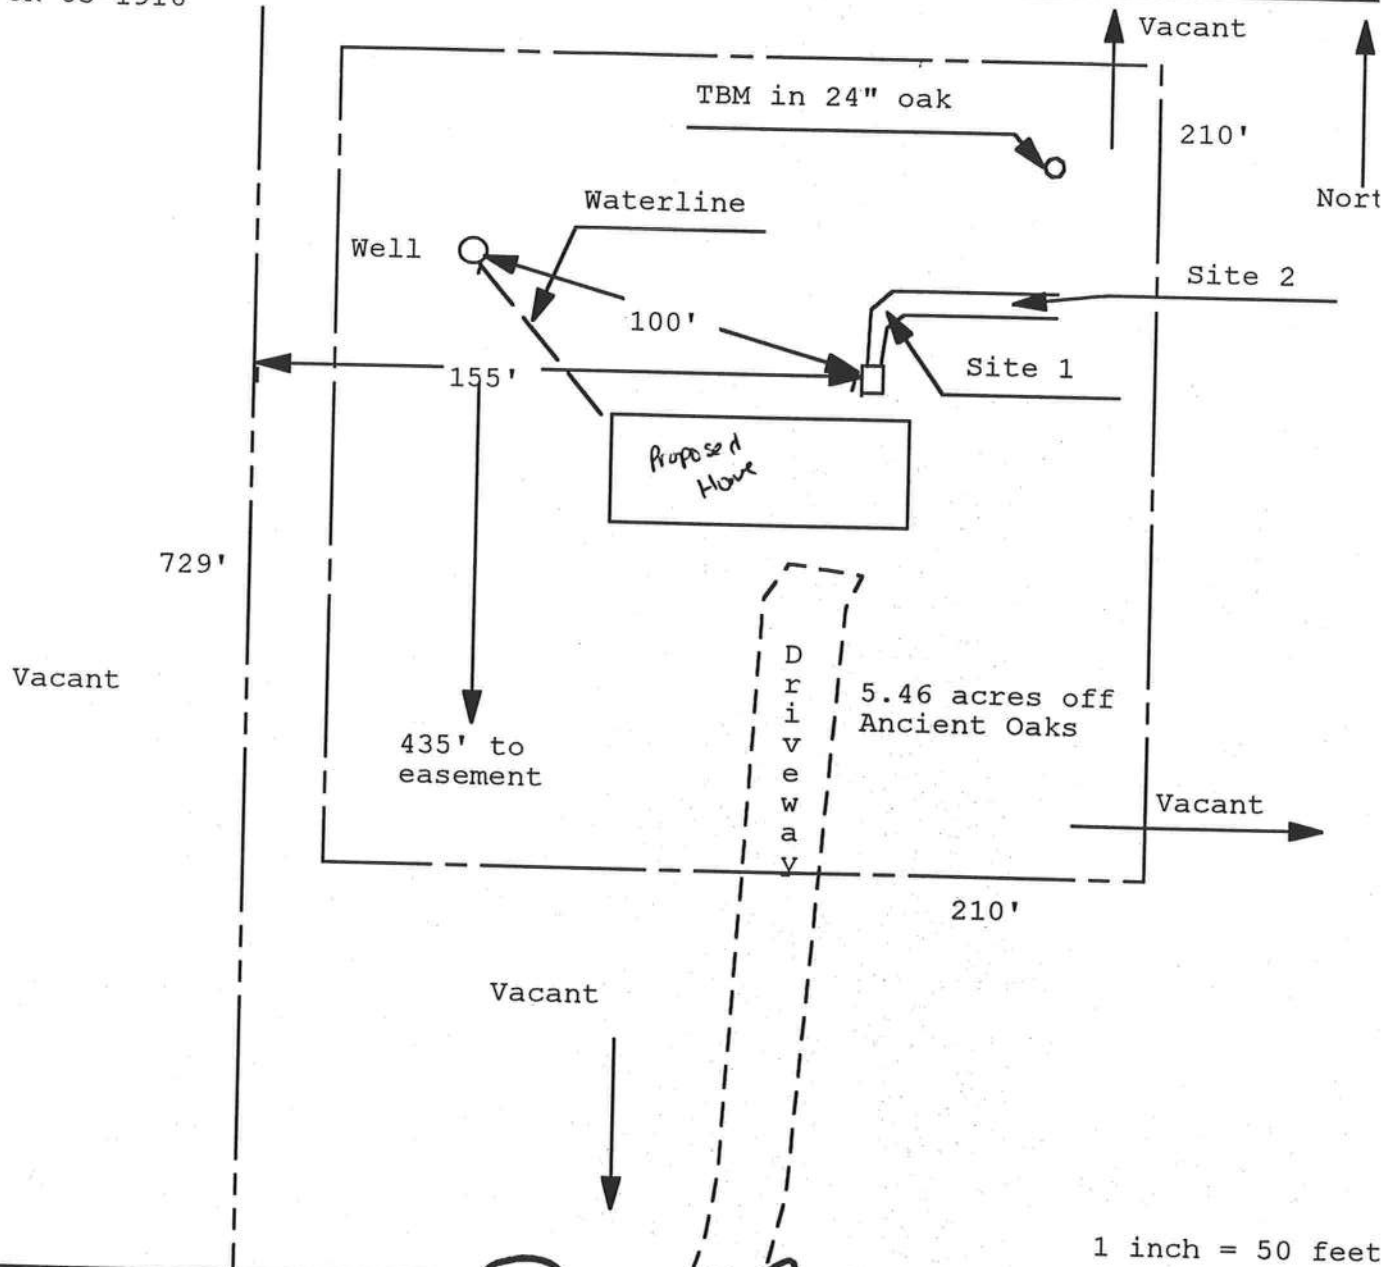 Vacant
TBM in 24" oak
210'
Waterline
Well
Site 2
100'
Site 1
155'
Proposed
Home
729'
Driveway
Vacant
5.46 acres off
Ancient Oaks
435' to
easement
Vacant
210'
Vacant
1 inch = 50 feet